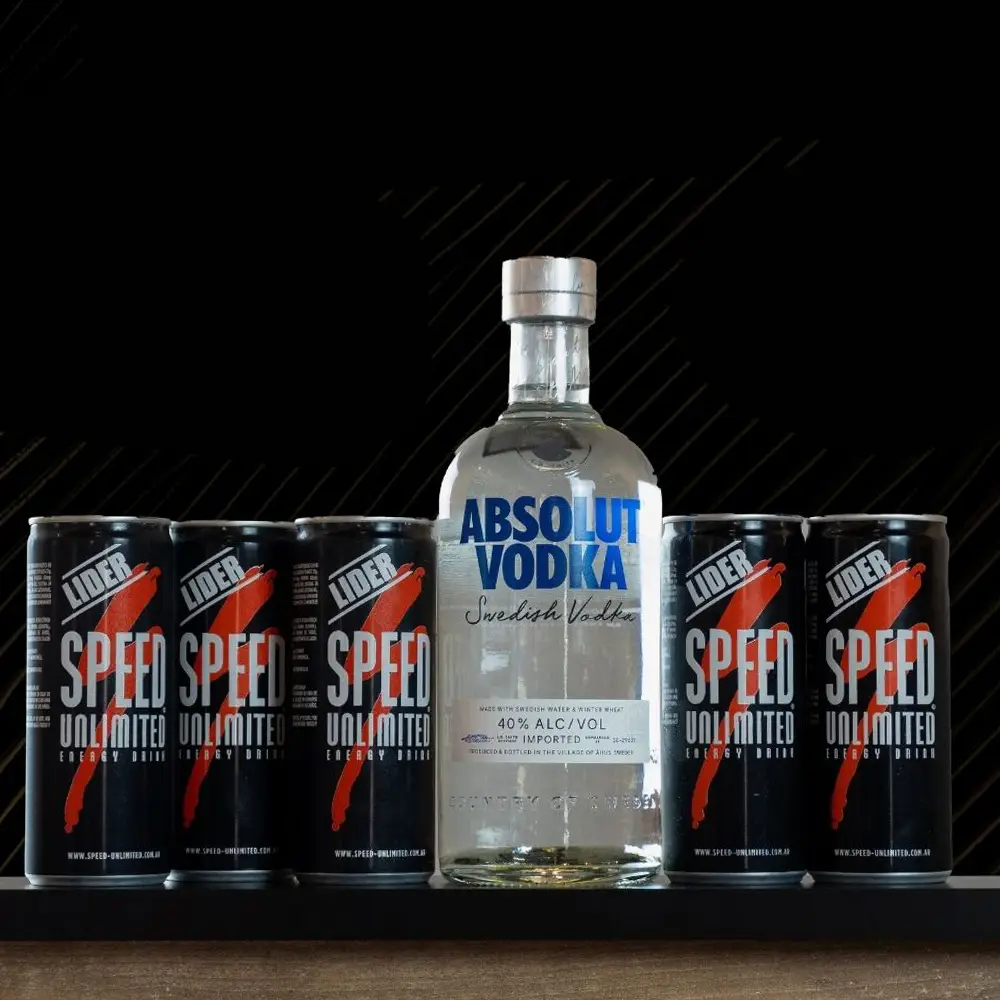 LIDER
SPEED
UNLIMITED
ENERGY DRINK
WWW.SPEED-UNLIMITED.COM.AR
LIDER
SPEED
UNLIMITED
ENERGY DRINK
WWW.SPEED-UNLIMITED.COM.AR
LIDER
SPEED
UNLIMITED
ENERGY DRINK
WWW.SPEED-UNLIMITED.COM.AR
ABSOLUT
VODKA
Swedish Vodka
MADE WITH SWEDISH WATER & WINTER WHEAT
40% ALC/VOL
IMPORTED
PRODUCED & BOTTLED IN THE VILLAGE OF ÅHUS, SWEDEN
COUNTRY OF SWEDEN
LIDER
SPEED
UNLIMITED
ENERGY DRINK
WWW.SPEED-UNLIMITED.COM.AR
LIDER
SPEED
UNLIMITED
ENERGY DRINK
WWW.SPEED-UNLIMITED.COM.AR